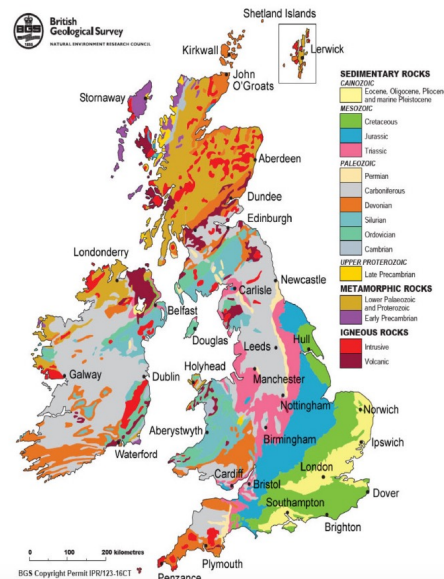 British
Geological Survey
NATURAL ENVIRONMENT RESEARCH COUNCIL
BGS
1835
Shetland Islands
Lerwick
Kirkwall
John
O'Groats
Stornaway
Aberdeen
Dundee
Edinburgh
Londonderry
Newcastle
Carlisle
Belfast
Douglas
Leeds
Hull
Galway
Dublin
Holyhead
Manchester
Nottingham
Norwich
Aberystwyth
Birmingham
Ipswich
Waterford
Cardiff
Bristol
London
Dover
Southampton
Brighton
Plymouth
Penzance
SEDIMENTARY ROCKS
CAINOZOIC
Eocene, Oligocene, Pliocene
and marine Pleistocene
MESOZOIC
Cretaceous
Jurassic
Triassic
PALEOZOIC
Permian
Carboniferous
Devonian
Silurian
Ordovician
Cambrian
UPPER PROTEROZOIC
Late Precambrian
METAMORPHIC ROCKS
Lower Palaeozoic
and Proterozoic
Early Precambrian
IGNEOUS ROCKS
Intrusive
Volcanic
0 100 200 kilometres
BGS Copyright Permit IPR/123-16CT